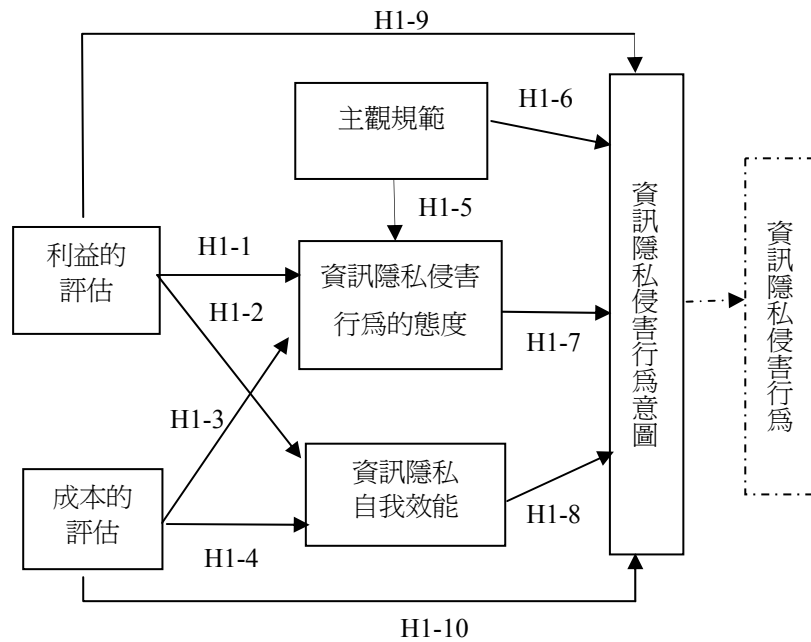 H1-9
主觀規範
H1-6
H1-5
利益的
評估
H1-1
H1-2
資訊隱私侵害
行為的態度
H1-7
H1-3
成本的
評估
H1-4
資訊隱私
自我效能
H1-8
資訊隱私侵害行為意圖
資訊隱私侵害行為
H1-10